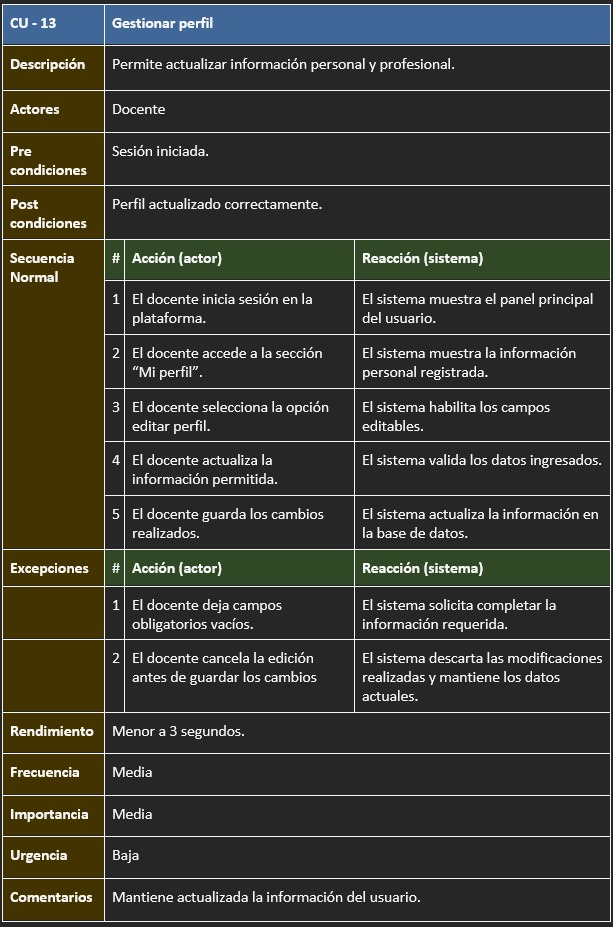 CU - 13 Gestionar perfil
Descripción Permite actualizar información personal y profesional.
Actores Docente
Pre
condiciones
Sesión iniciada.
Post
condiciones
Perfil actualizado correctamente.
Secuencia
Normal
# Acción (actor) Reacción (sistema)
1 El docente inicia sesión en la
plataforma.
El sistema muestra el panel principal
del usuario.
2 El docente accede a la sección
“Mi perfil”.
El sistema muestra la información
personal registrada.
3 El docente selecciona la opción
editar perfil.
El sistema habilita los campos
editables.
4 El docente actualiza la
información permitida.
El sistema valida los datos ingresados.
5 El docente guarda los cambios
realizados.
El sistema actualiza la información en
la base de datos.
Excepciones # Acción (actor) Reacción (sistema)
1 El docente deja campos
obligatorios vacíos.
El sistema solicita completar la
información requerida.
2 El docente cancela la edición
antes de guardar los cambios
El sistema descarta las modificaciones
realizadas y mantiene los datos
actuales.
Rendimiento Menor a 3 segundos.
Frecuencia Media
Importancia Media
Urgencia Baja
Comentarios Mantiene actualizada la información del usuario.